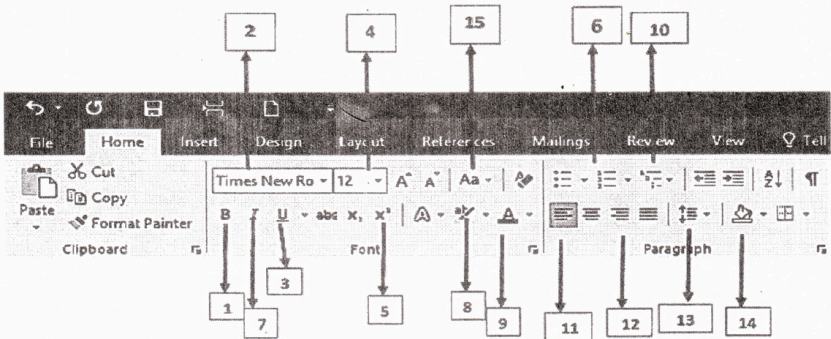 2 4 15 6 10
File Home Insert Design Layout References Mailings Review View Tell
Cut
Times New Ro 12 A A Aa
Copy
Paste
Format Painter
B I U abc X₂ X² A ab A
Clipboard Font Paragraph
1 7 3 5 8 9 11 12 13 14